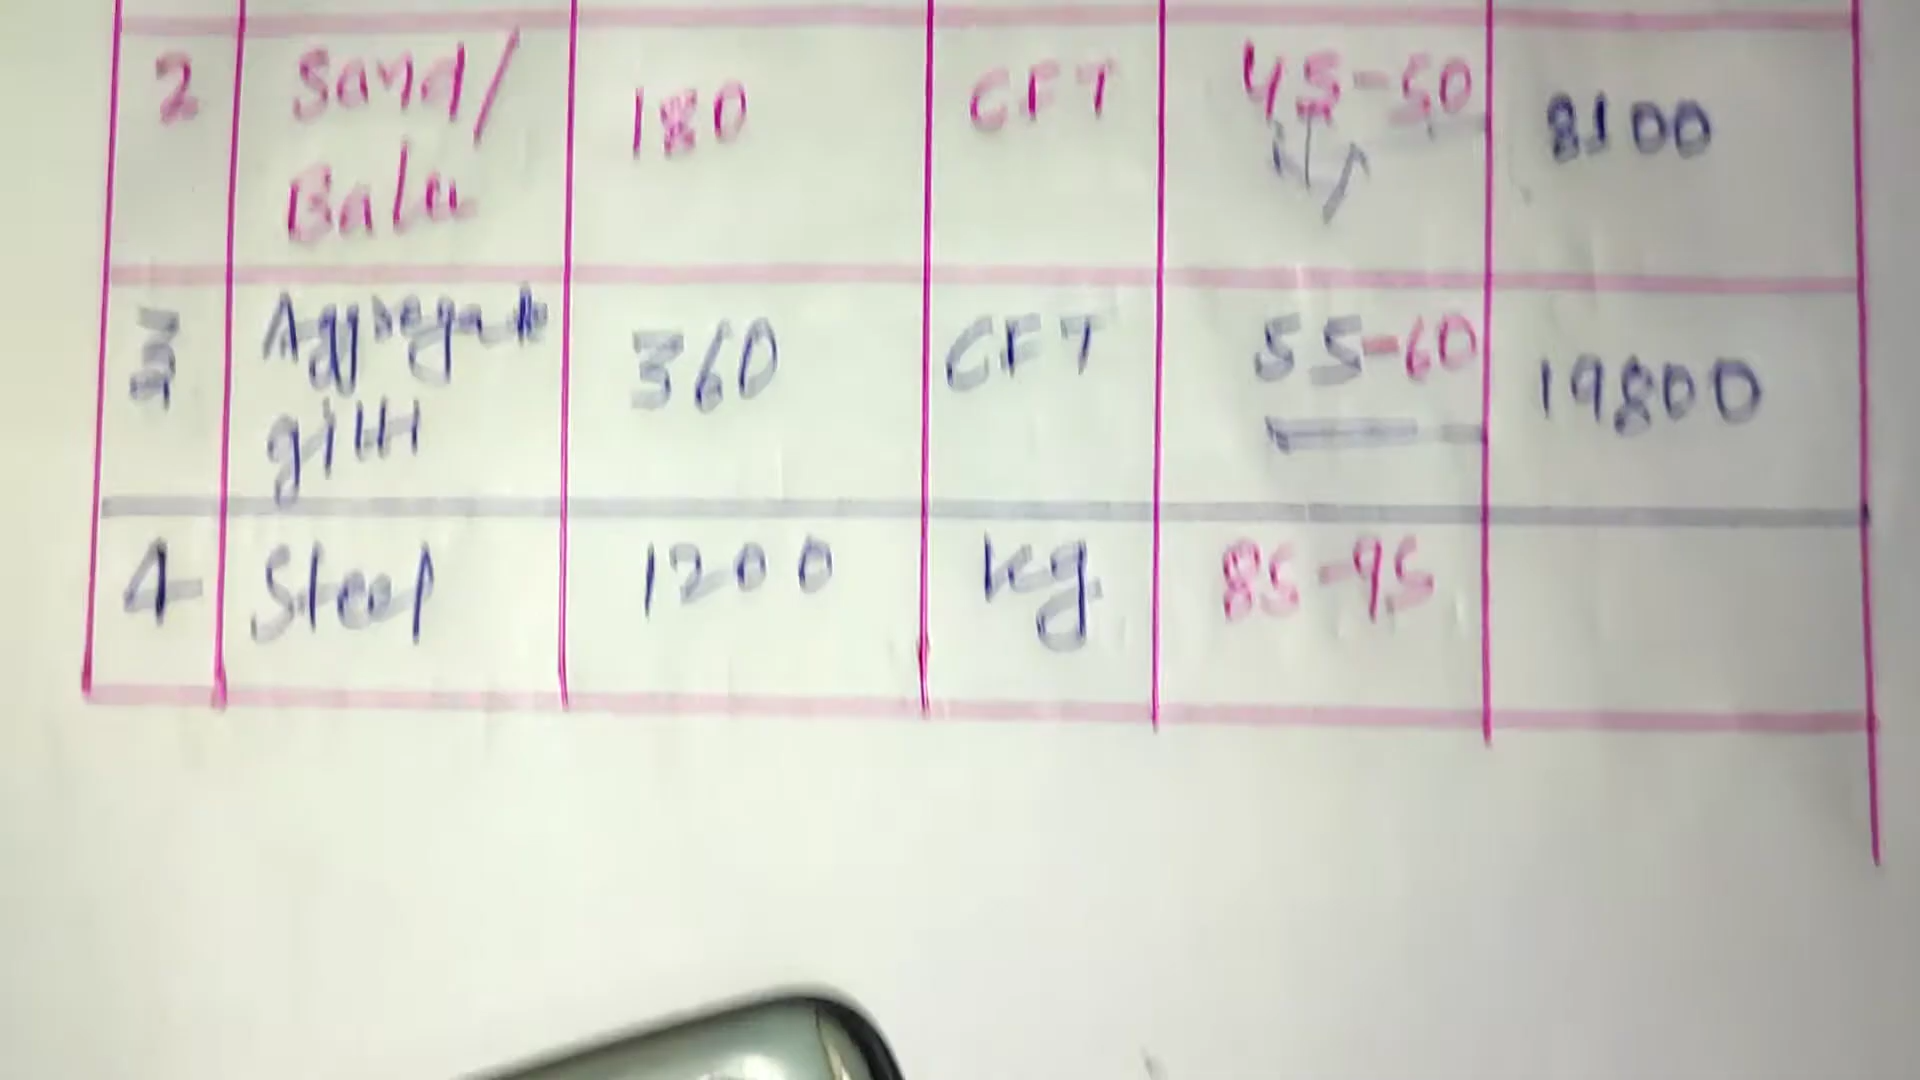 2 Sand/ 180 CFT 45-50 8100
Balu
3 Aggregate 360 CFT 55-60 19800
gitti
4 Steel 1200 kg 85-95